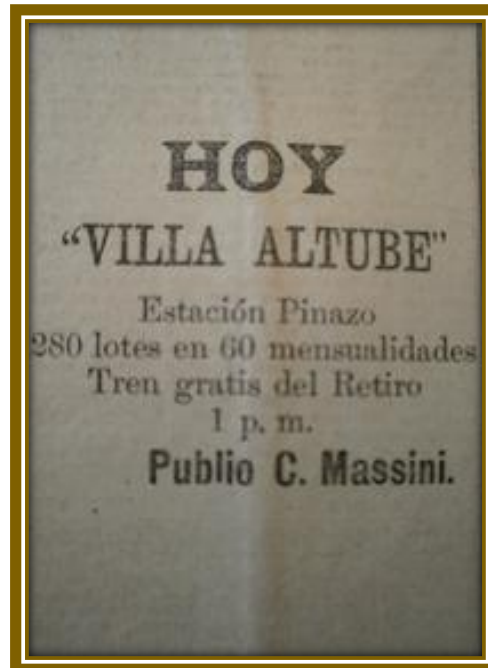 HOY
“VILLA ALTUBE”
Estación Pinazo
280 lotes en 60 mensualidades
Tren gratis del Retiro
1 p. m.
Publio C. Massini.